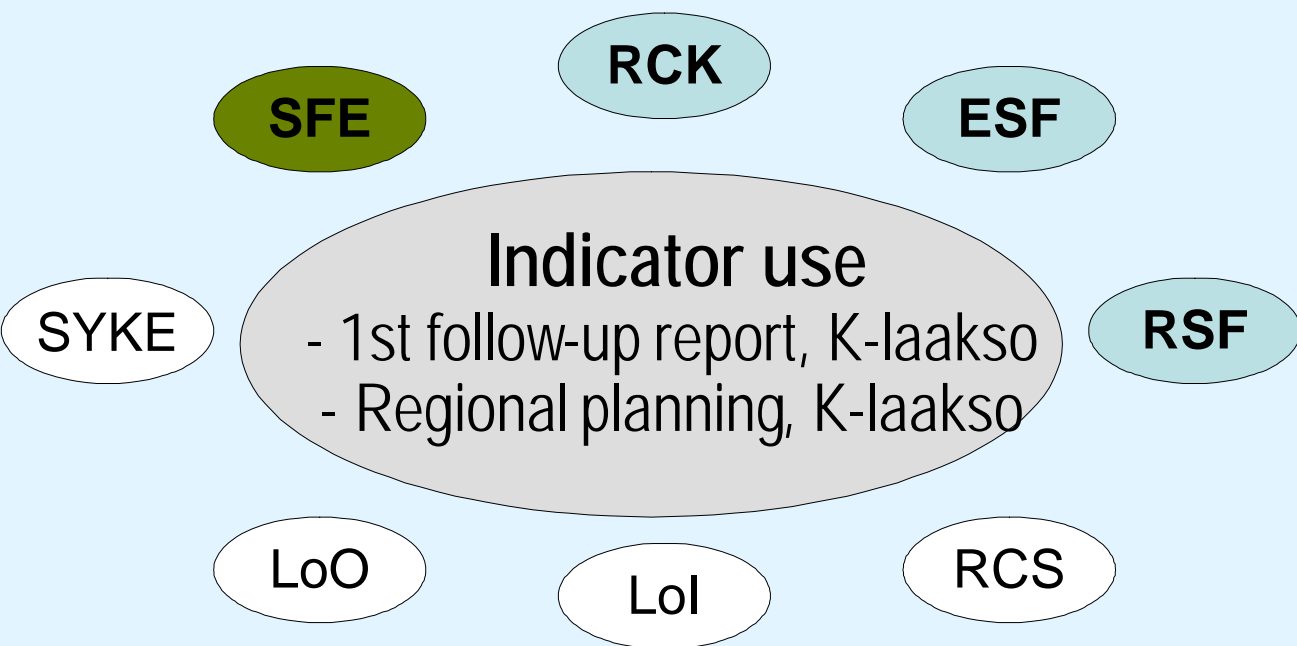 RCK
SFE
ESF
Indicator use
- 1st follow-up report, K-laakso
- Regional planning, K-laakso
SYKE
RSF
LoO
LoI
RCS